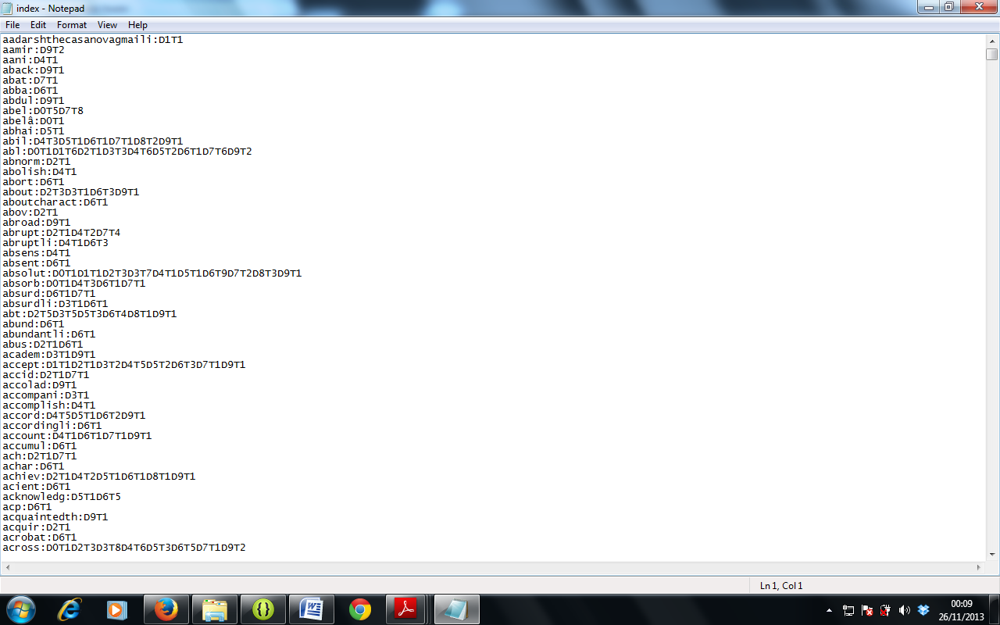 index - Notepad
File Edit Format View Help
aadarshthecasanovagmaili:D1T1
aamir:D9T2
aani:D4T1
aback:D9T1
abat:D7T1
abba:D6T1
abdul:D9T1
abel:D0T5D7T8
abelâ:D0T1
abhai:D5T1
abil:D4T3D5T1D6T1D7T1D8T2D9T1
abl:D0T1D1T6D2T1D3T3D4T6D5T2D6T1D7T6D9T2
abnorm:D2T1
abolish:D4T1
abort:D6T1
about:D2T3D3T1D6T3D9T1
aboutcharact:D6T1
abov:D2T1
abroad:D9T1
abrupt:D2T1D4T2D7T4
abruptli:D4T1D6T3
absens:D4T1
absent:D6T1
absolut:D0T1D1T1D2T3D3T7D4T1D5T1D6T9D7T2D8T3D9T1
absorb:D0T1D4T3D6T1D7T1
absurd:D6T1D7T1
absurdli:D3T1D6T1
abt:D2T5D3T5D5T3D6T4D8T1D9T1
abund:D6T1
abundantli:D6T1
abus:D2T1D6T1
academ:D3T1D9T1
accept:D1T1D2T1D3T2D4T5D5T2D6T3D7T1D9T1
accid:D2T1D7T1
accolad:D9T1
accompani:D3T1
accomplish:D4T1
accord:D4T5D5T1D6T2D9T1
accordingli:D6T1
account:D4T1D6T1D7T1D9T1
accumul:D6T1
ach:D2T1D7T1
achar:D6T1
achiev:D2T1D4T2D5T1D6T1D8T1D9T1
acient:D6T1
acknowledg:D5T1D6T5
acp:D6T1
acquaintedth:D9T1
acquir:D2T1
acrobat:D6T1
across:D0T1D2T3D3T8D4T6D5T3D6T5D7T1D9T2
Ln 1, Col 1
00:09
26/11/2013